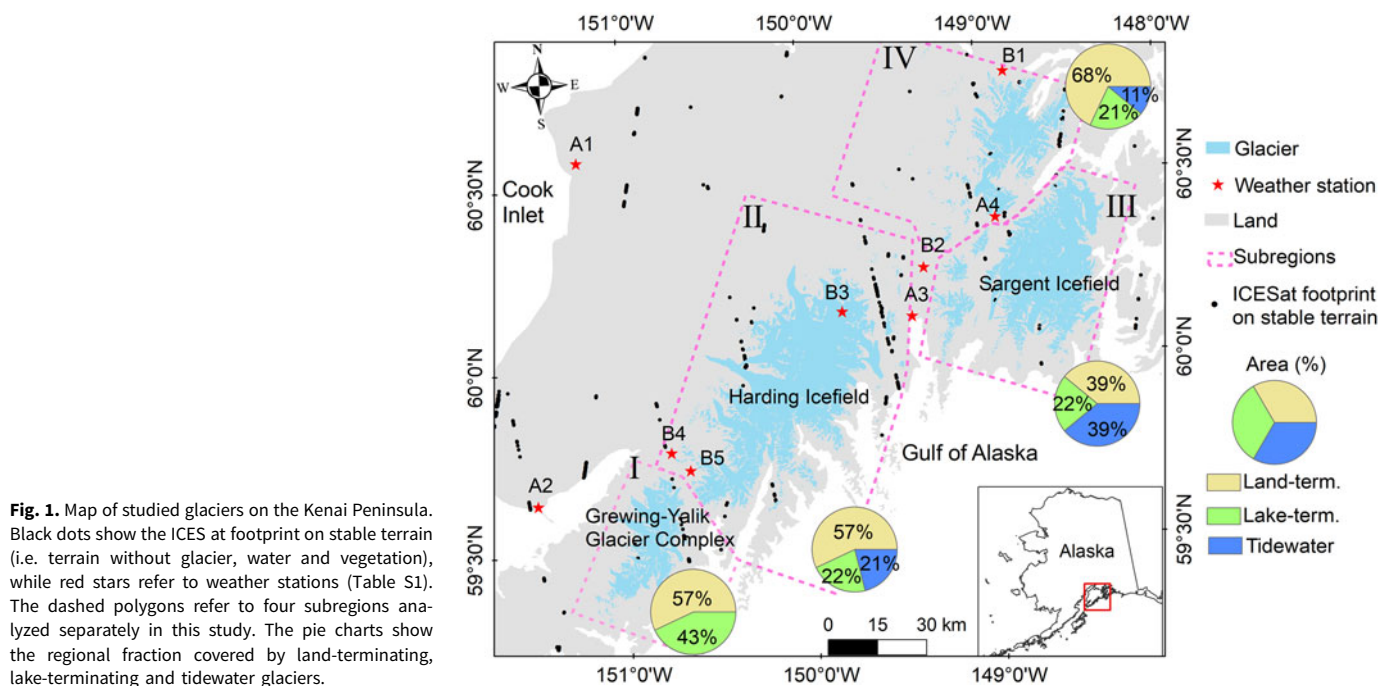 151°0'W 150°0'W 149°0'W 148°0'W
N
W E
S
IV
B1
68%
11%
21%
A1
Cook
Inlet
60°30'N
60°30'N
II
A4
III
B2
Sargent Icefield
B3
A3
60°0'N
60°0'N
Harding Icefield
39%
22%
39%
B4
B5
Gulf of Alaska
I
A2
Grewing-Yalik
Glacier Complex
57%
21%
22%
59°30'N
59°30'N
57%
43%
0 15 30 km
Alaska
151°0'W 150°0'W 149°0'W
Glacier
Weather station
Land
Subregions
ICESat footprint
on stable terrain
Area (%)
Land-term.
Lake-term.
Tidewater
Fig. 1. Map of studied glaciers on the Kenai Peninsula.
Black dots show the ICES at footprint on stable terrain
(i.e. terrain without glacier, water and vegetation),
while red stars refer to weather stations (Table S1).
The dashed polygons refer to four subregions ana-
lyzed separately in this study. The pie charts show
the regional fraction covered by land-terminating,
lake-terminating and tidewater glaciers.